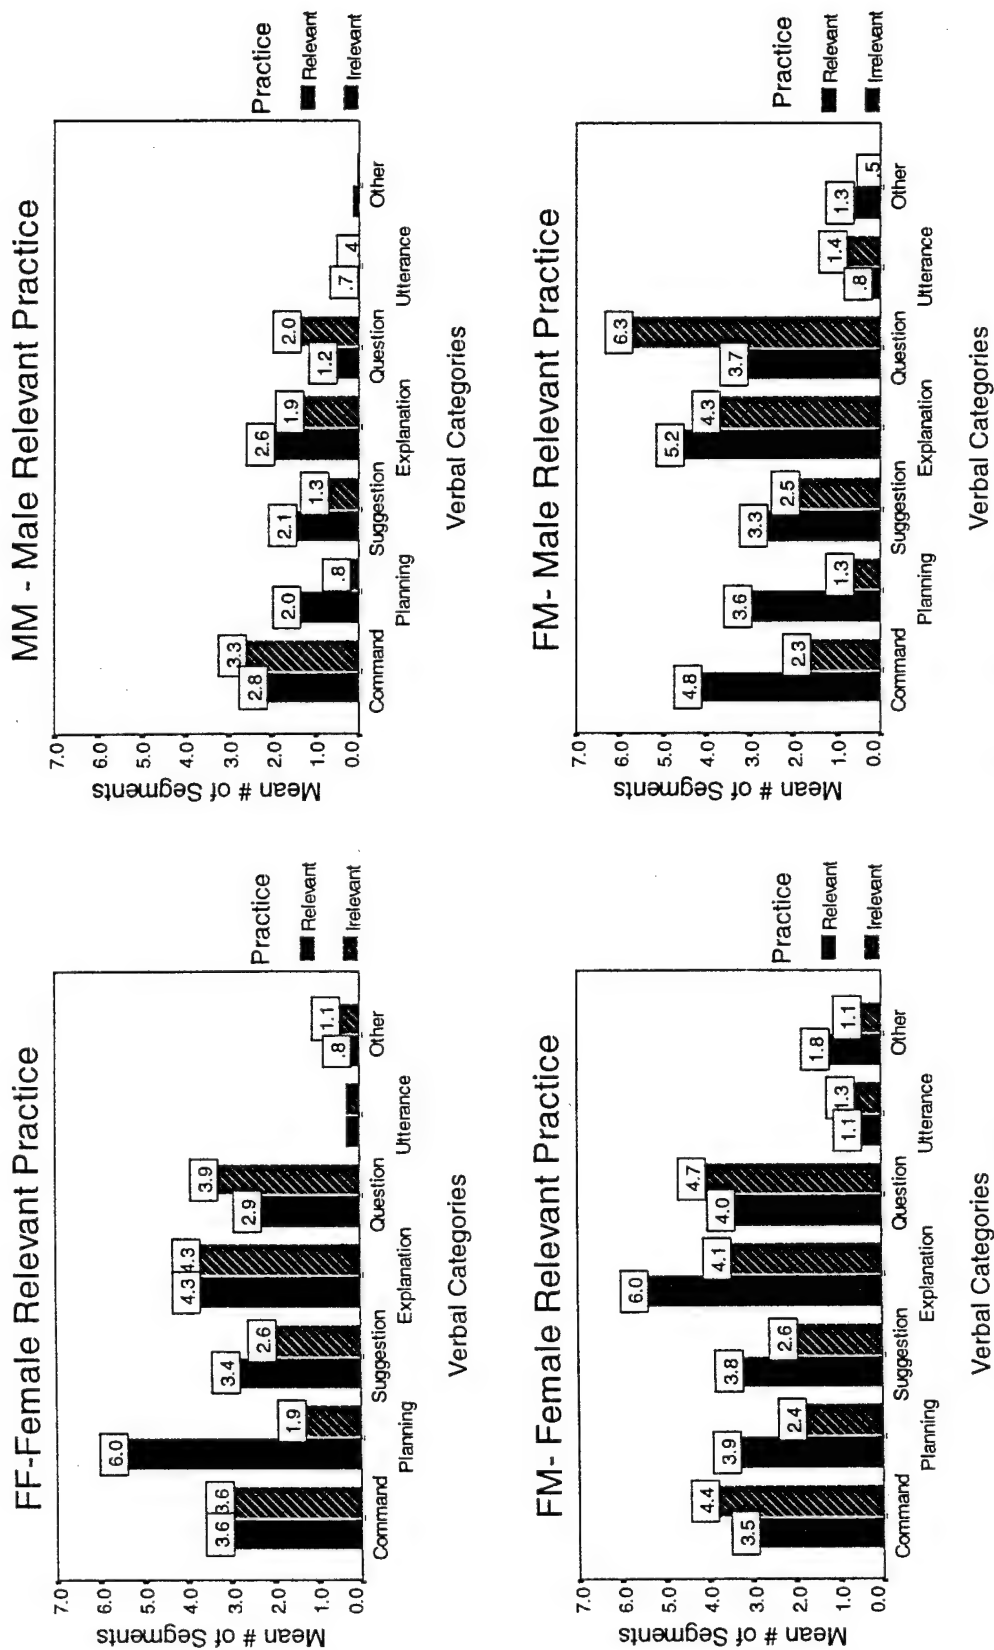 FF-Female Relevant Practice
7.0
6.0
5.0
4.0
3.0
2.0
1.0
0.0
Mean # of Segments
3.6
3.6
6.0
1.9
3.4
2.6
4.3
4.3
2.9
3.9
.8
1.1
Command
Planning
Suggestion
Explanation
Question
Utterance
Other
Verbal Categories
Practice
Relevant
Irelevant
MM - Male Relevant Practice
7.0
6.0
5.0
4.0
3.0
2.0
1.0
0.0
Mean # of Segments
2.8
3.3
2.0
.8
2.1
1.3
2.6
1.9
1.2
2.0
.7
.4
Command
Planning
Suggestion
Explanation
Question
Utterance
Other
Verbal Categories
Practice
Relevant
Irelevant
FM- Female Relevant Practice
7.0
6.0
5.0
4.0
3.0
2.0
1.0
0.0
Mean # of Segments
3.5
4.4
3.9
2.4
3.8
2.6
6.0
4.1
4.0
4.7
1.1
1.3
1.8
1.1
Command
Planning
Suggestion
Explanation
Question
Utterance
Other
Verbal Categories
Practice
Relevant
Irelevant
FM- Male Relevant Practice
7.0
6.0
5.0
4.0
3.0
2.0
1.0
0.0
Mean # of Segments
4.8
2.3
3.6
1.3
3.3
2.5
5.2
4.3
3.7
6.3
.8
1.4
1.3
.5
Command
Planning
Suggestion
Explanation
Question
Utterance
Other
Verbal Categories
Practice
Relevant
Irrelevant